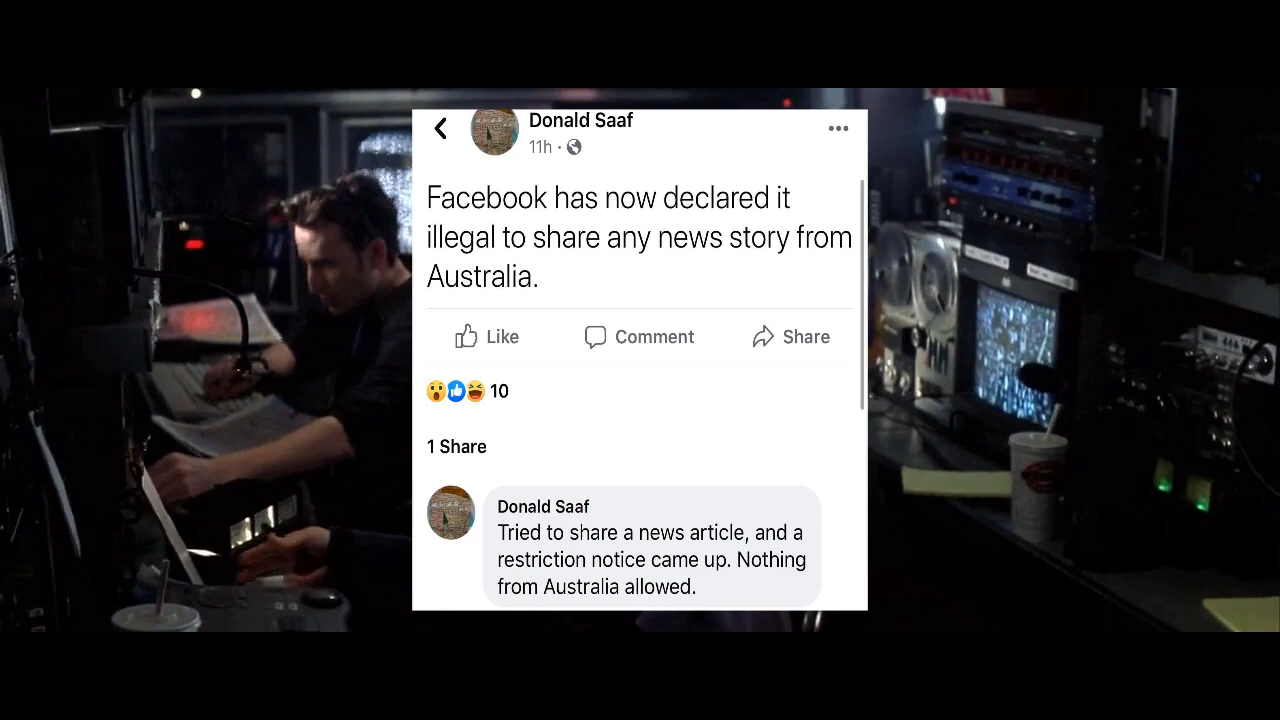 Donald Saaf
11h ·
Facebook has now declared it
illegal to share any news story from
Australia.
Like Comment Share
10
1 Share
Donald Saaf
Tried to share a news article, and a
restriction notice came up. Nothing
from Australia allowed.